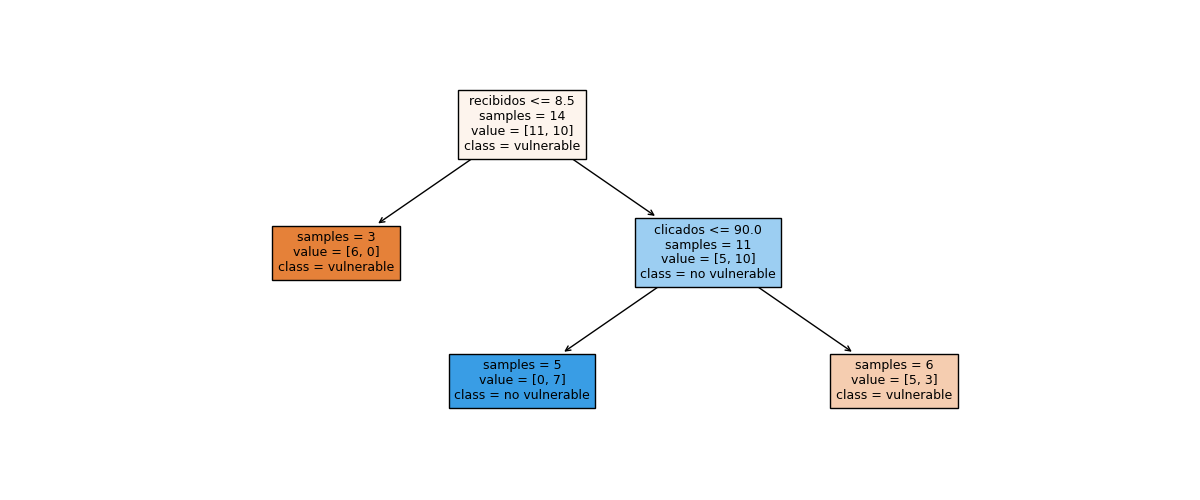 recibidos <= 8.5
samples = 14
value = [11, 10]
class = vulnerable
samples = 3
value = [6, 0]
class = vulnerable
clicados <= 90.0
samples = 11
value = [5, 10]
class = no vulnerable
samples = 5
value = [0, 7]
class = no vulnerable
samples = 6
value = [5, 3]
class = vulnerable